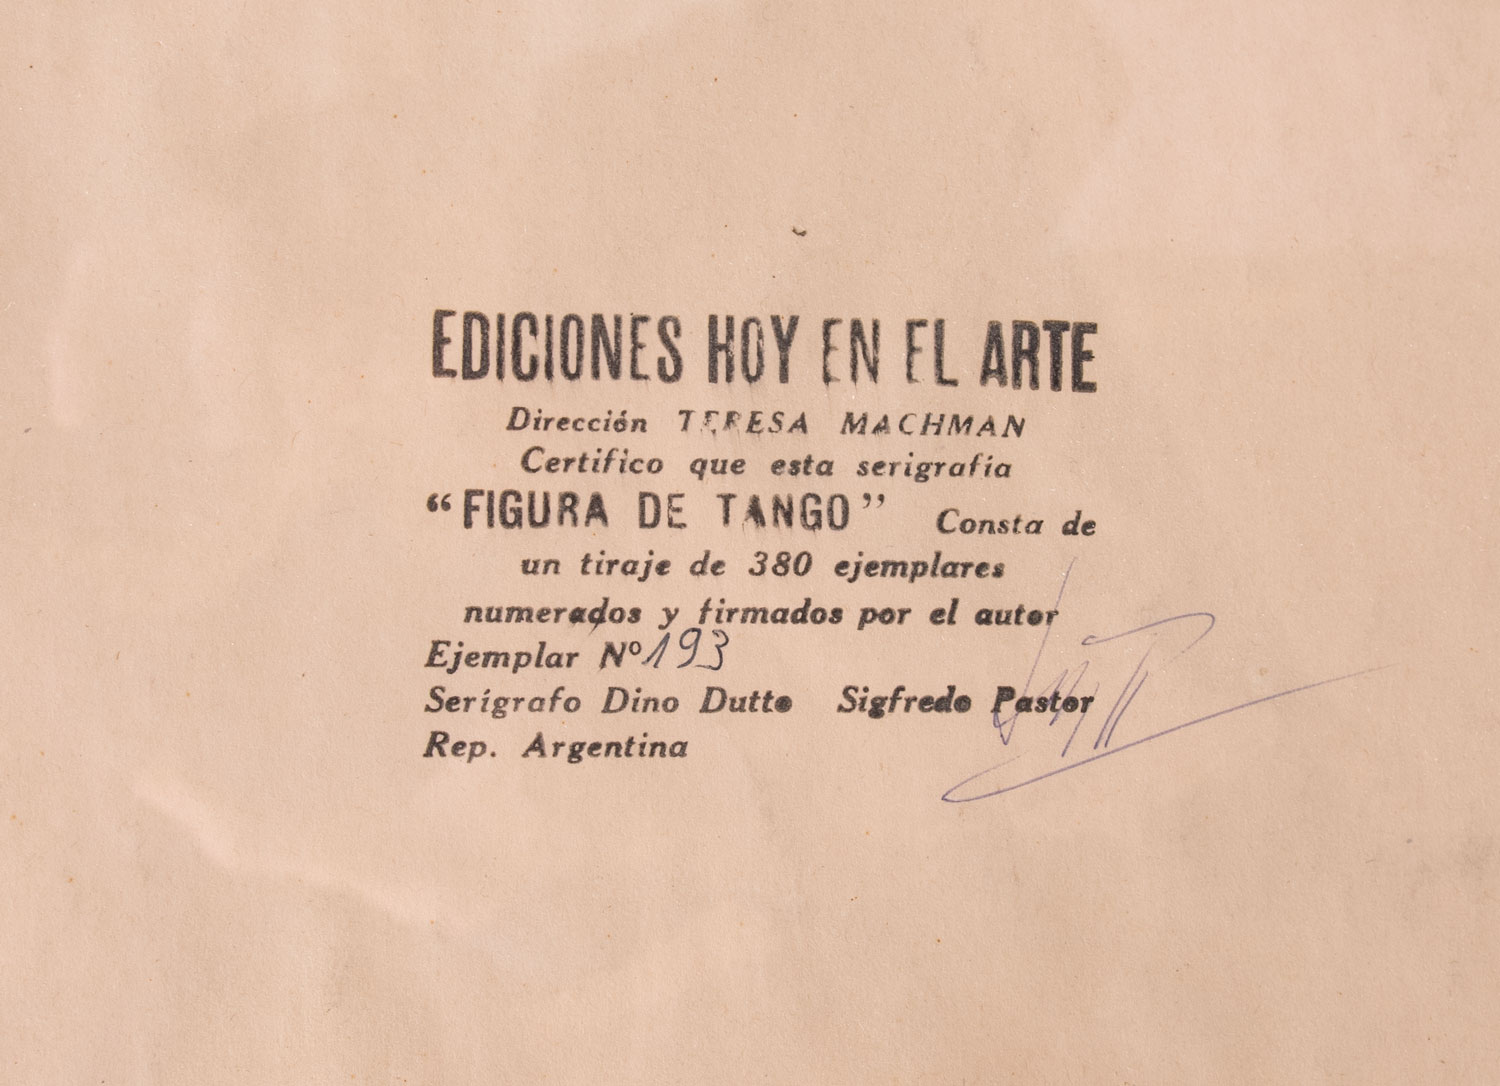 EDICIONES HOY EN EL ARTE
Dirección TERESA MACHMAN
Certifico que esta serigrafía
“FIGURA DE TANGO” Consta de
un tiraje de 380 ejemplares
numerados y firmados por el autor
Ejemplar Nº 193
Serígrafo Dino Dutto Sigfredo Pastor
Rep. Argentina